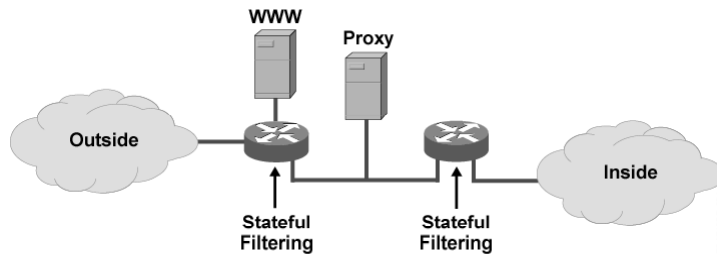 WWW
Proxy
Outside
Inside
Stateful
Filtering
Stateful
Filtering